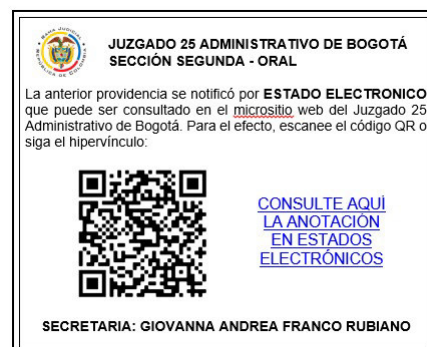 JUZGADO 25 ADMINISTRATIVO DE BOGOTÁ
SECCIÓN SEGUNDA - ORAL
La anterior providencia se notificó por ESTADO ELECTRONICO
que puede ser consultado en el micrositio web del Juzgado 25
Administrativo de Bogotá. Para el efecto, escanee el código QR o
siga el hipervínculo:
CONSULTE AQUÍ
LA ANOTACIÓN
EN ESTADOS
ELECTRÓNICOS
SECRETARIA: GIOVANNA ANDREA FRANCO RUBIANO